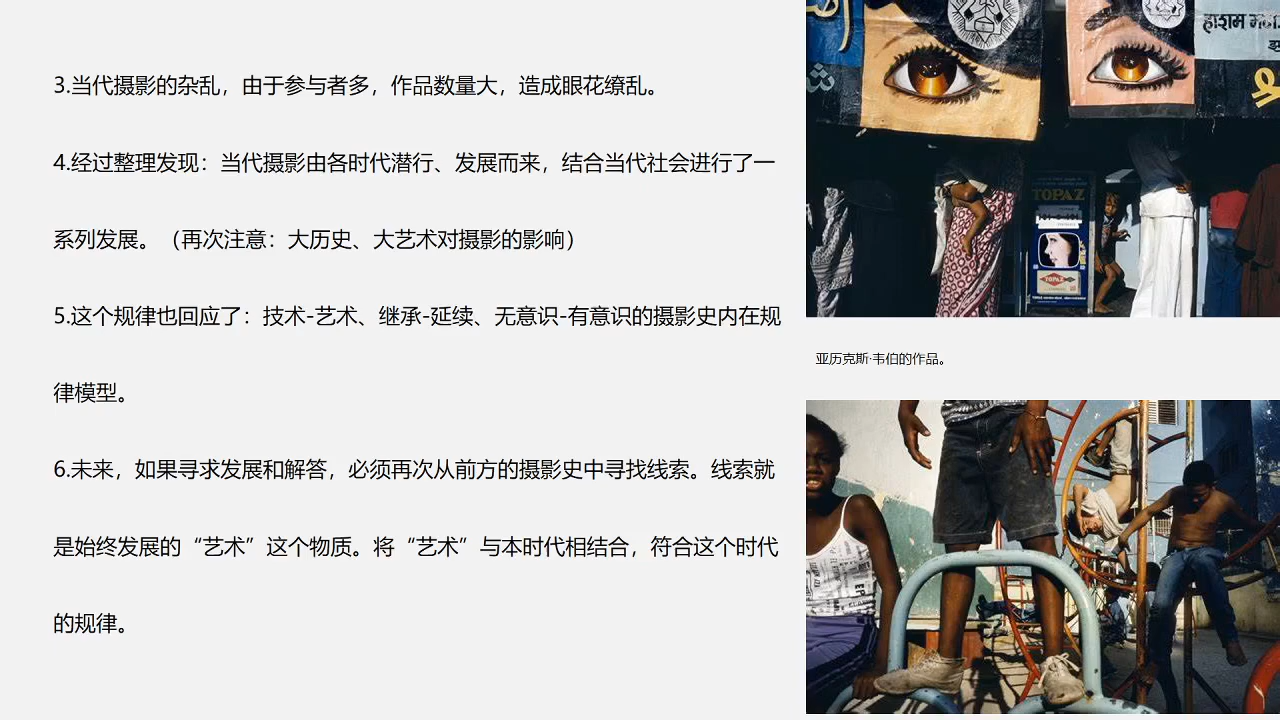 3.当代摄影的杂乱，由于参与者多，作品数量大，造成眼花缭乱。
4.经过整理发现：当代摄影由各时代潜行、发展而来，结合当代社会进行了一
系列发展。（再次注意：大历史、大艺术对摄影的影响）
5.这个规律也回应了：技术-艺术、继承-延续、无意识-有意识的摄影史内在规
律模型。
6.未来，如果寻求发展和解答，必须再次从前方的摄影史中寻找线索。线索就
是始终发展的“艺术”这个物质。将“艺术”与本时代相结合，符合这个时代
的规律。
हाशम
TOPAZ
TOPAZ
亚历克斯·韦伯的作品。